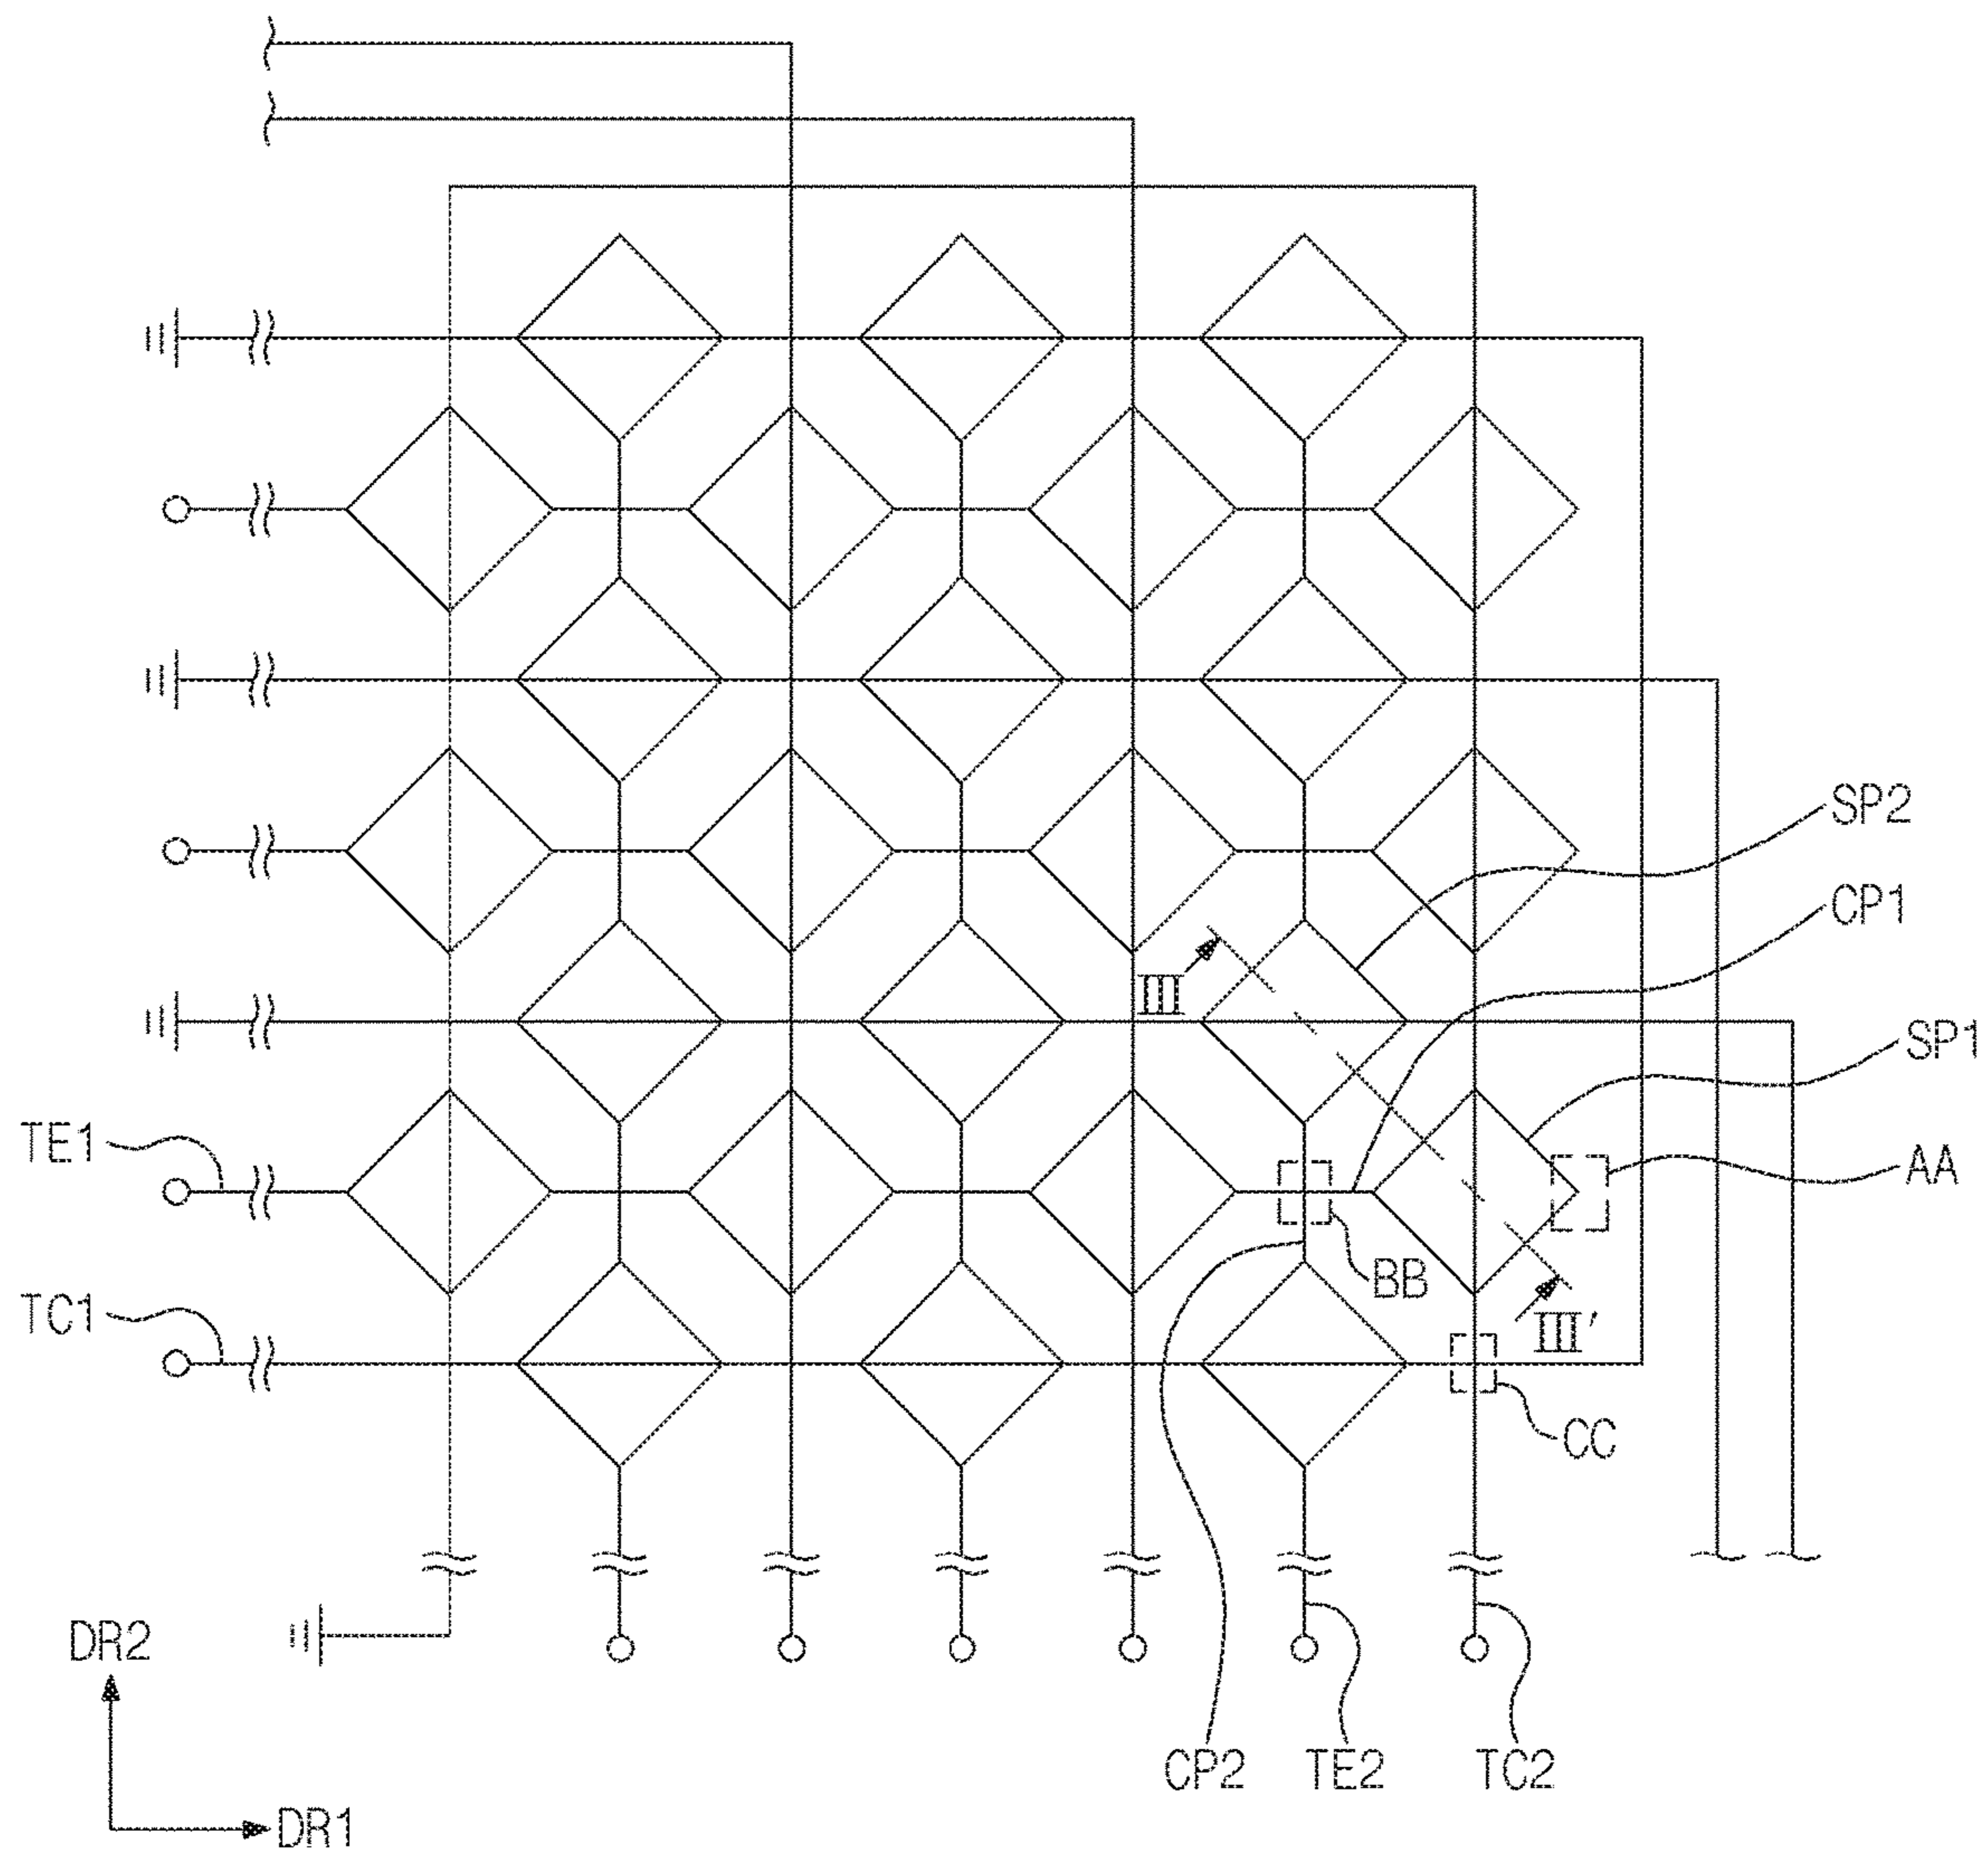 SP2
CP1
III
SP1
TE1
AA
BB
TC1
III'
CC
DR2
CP2
TE2
TC2
DR1